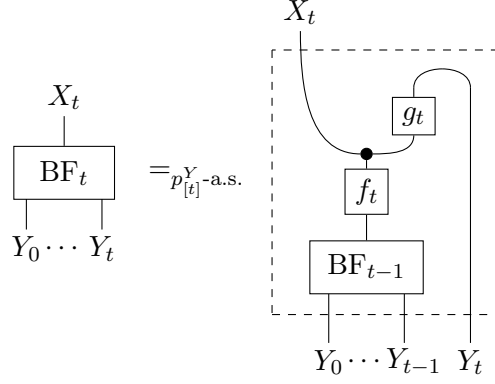 X_t
BF_t
Y_0 ⋯ Y_t
=_{p^Y_{[t]}-a.s.}
X_t
g_t
f_t
BF_{t−1}
Y_0 ⋯ Y_{t−1} Y_t